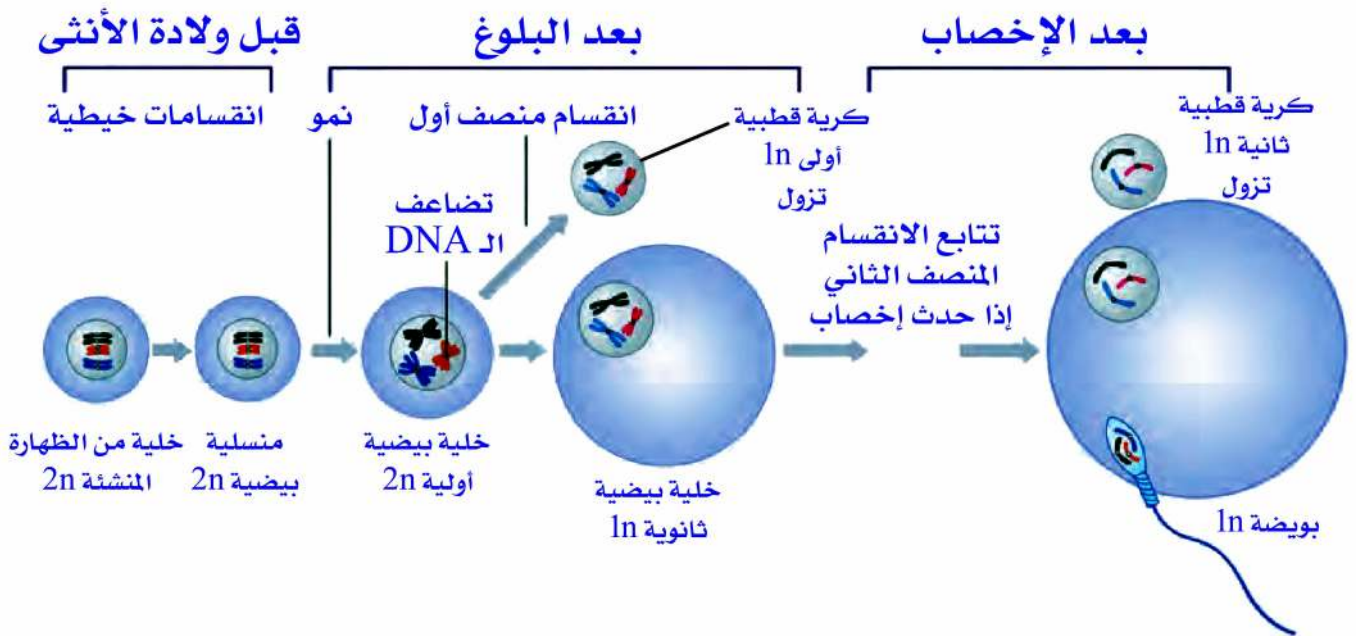 قبل ولادة الأنثى
بعد البلوغ
بعد الإخصاب
انقسامات خيطية
نمو
انقسام منصف أول
كرية قطبية
أولى 1n
تزول
كرية قطبية
ثانية 1n
تزول
تضاعف
الـ DNA
تتابع الانقسام
المنصف الثاني
إذا حدث إخصاب
خلية من الظهارة
المنشئة 2n
منسلية
بيضية 2n
خلية بيضية
أولية 2n
خلية بيضية
ثانوية 1n
بويضة 1n